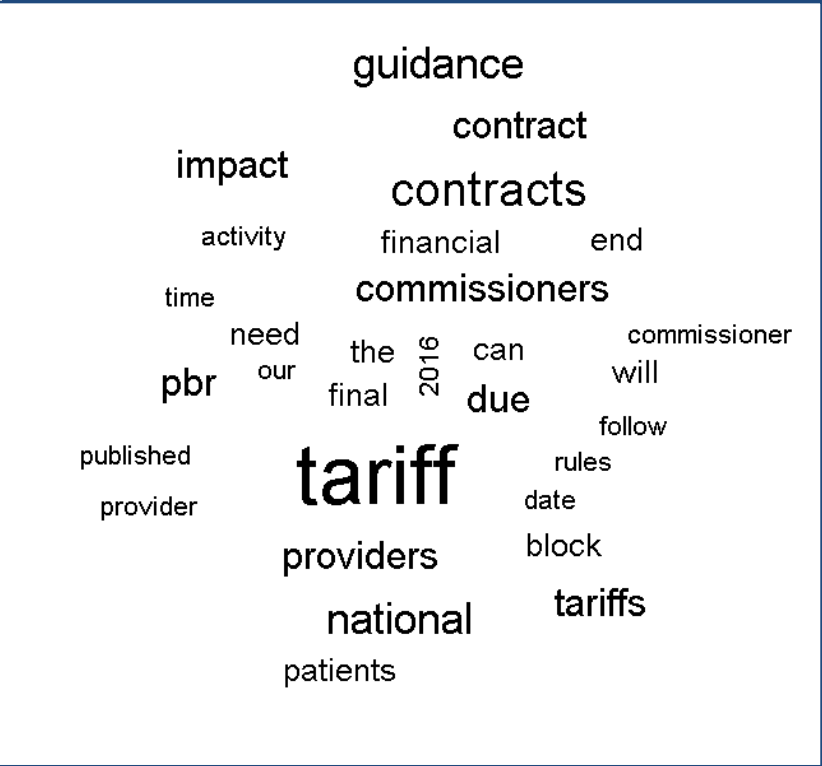 guidance
contract
impact
contracts
activity financial end
commissioners
time
need the 2016 can commissioner
our will
pbr final due
follow
published tariff rules
provider date
providers block
national tariffs
patients